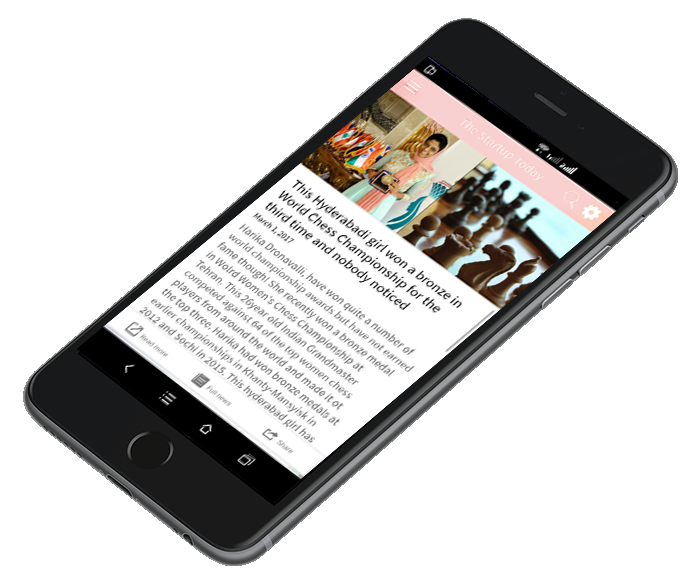 The Startup Today
This Hyderabadi girl won a bronze in
World Chess Championship for the
third time and nobody noticed
March 1, 2017
Harika Dronavalli, have won quite a number of
world championship awards but have not earned
fame though! She recently won a bronze medal
in Wolrd Women's Chess Championship at
Tehran. This 26year old Indian Grandmaster
competed against 64 of the top women chess
players from around the world and made it ot
the top three. Harika had won bronze medals at
earlier championships in Khanty-Mansyisk in
2012 and Sochi in 2015. This hyderabad girl has
Read more
Full news
Share